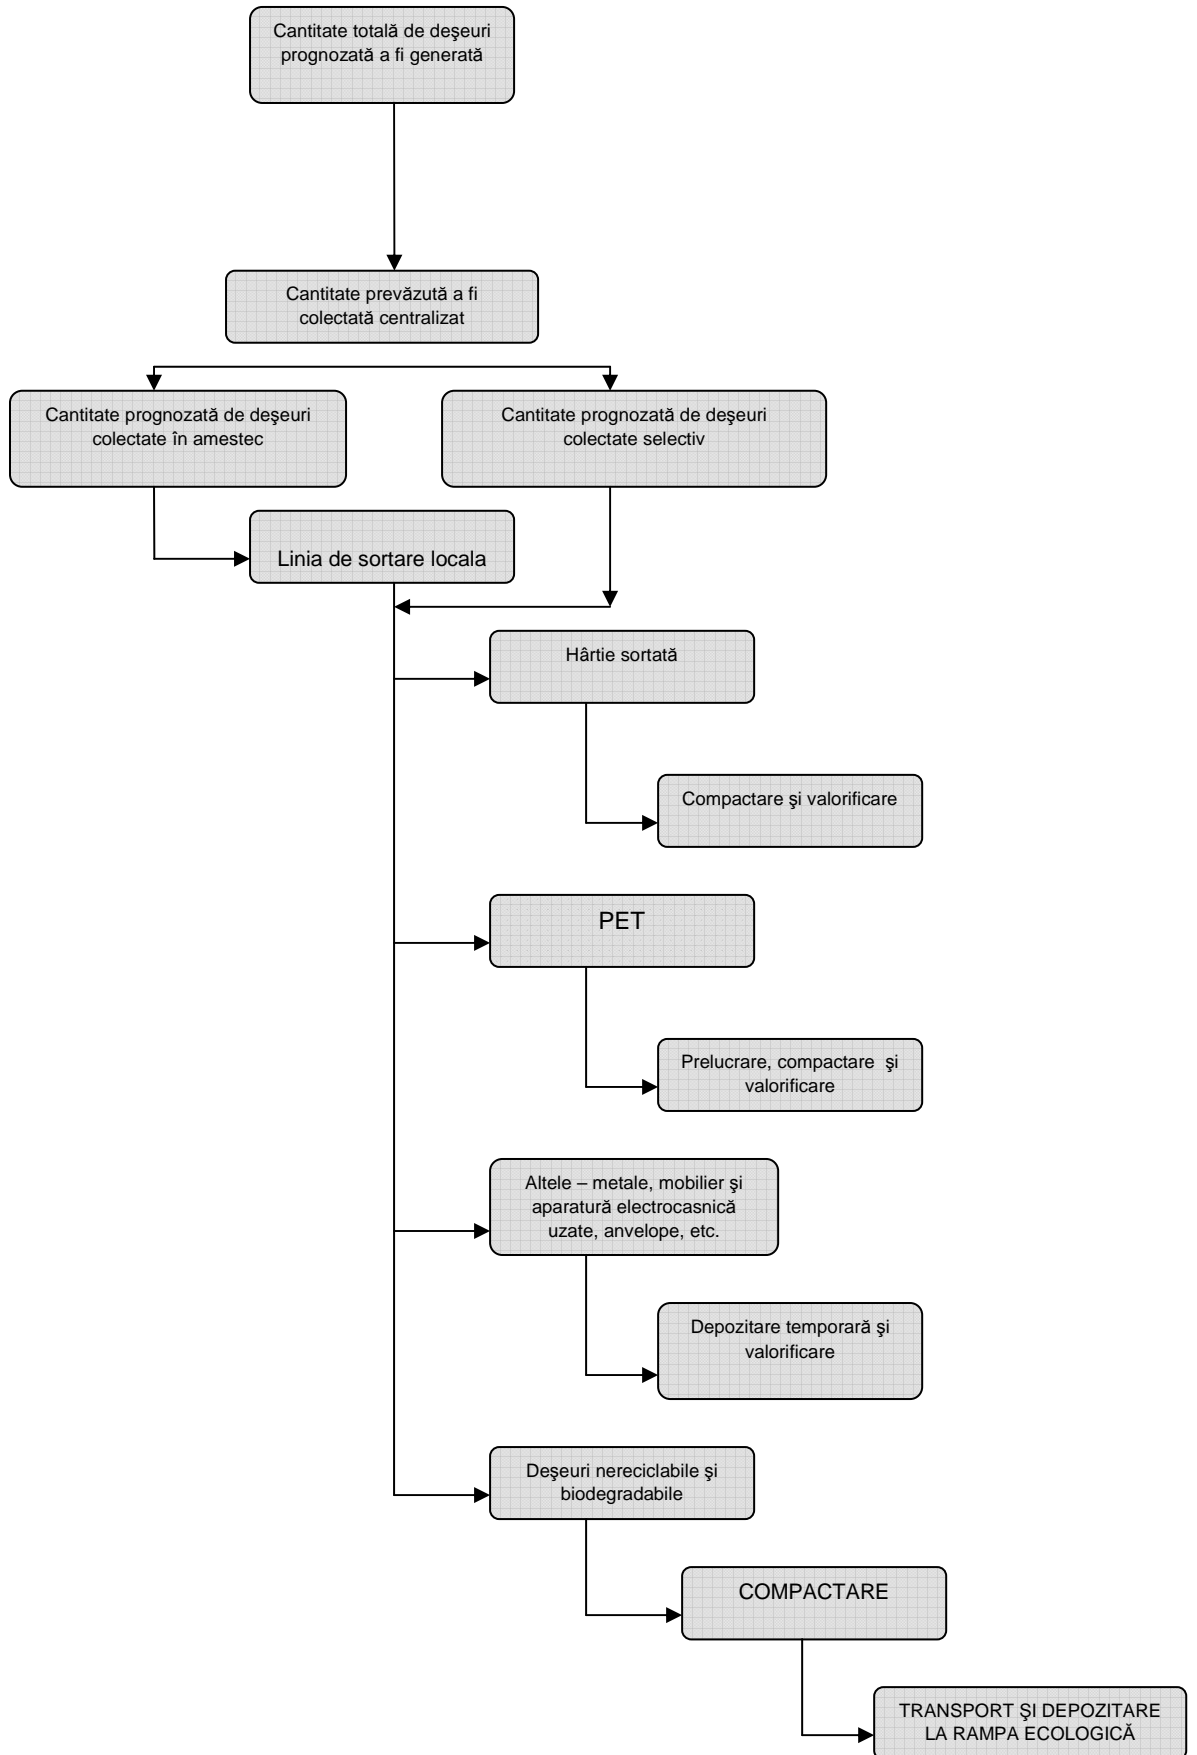 Cantitate totală de deşeuri
prognozată a fi generată
Cantitate prevăzută a fi
colectată centralizat
Cantitate prognozată de deşeuri
colectate în amestec
Cantitate prognozată de deşeuri
colectate selectiv
Linia de sortare locala
Hârtie sortată
Compactare şi valorificare
PET
Prelucrare, compactare şi
valorificare
Altele – metale, mobilier şi
aparatură electrocasnică
uzate, anvelope, etc.
Depozitare temporară şi
valorificare
Deşeuri nereciclabile şi
biodegradabile
COMPACTARE
TRANSPORT ŞI DEPOZITARE
LA RAMPA ECOLOGICĂ